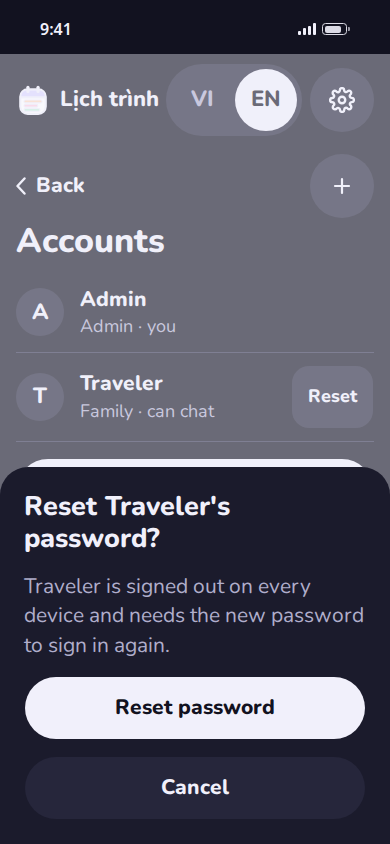 9:41
Lịch trình VI EN
Back
Accounts
A Admin
Admin · you
T Traveler
Family · can chat
Reset
Reset Traveler's
password?
Traveler is signed out on every
device and needs the new password
to sign in again.
Reset password
Cancel